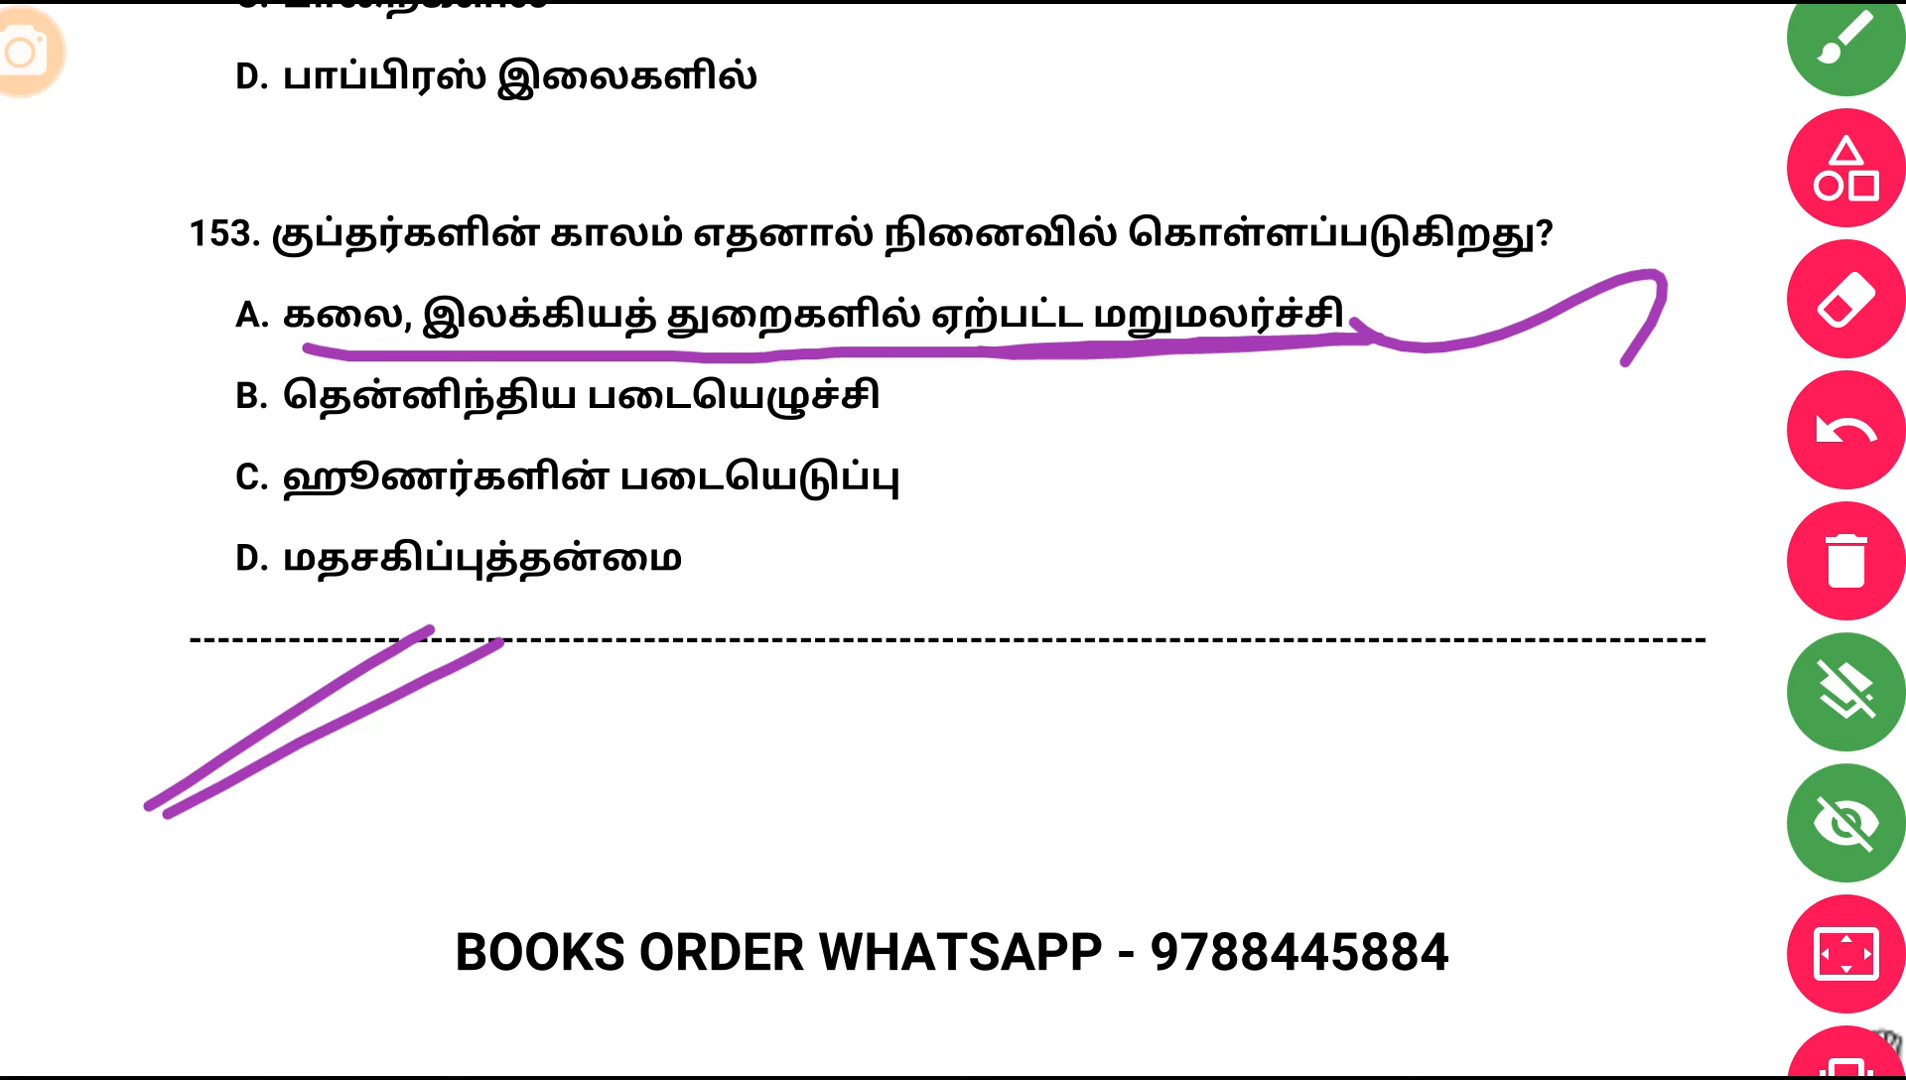 D. பாப்பிரஸ் இலைகளில்
153. குப்தர்களின் காலம் எதனால் நினைவில் கொள்ளப்படுகிறது?
A. கலை, இலக்கியத் துறைகளில் ஏற்பட்ட மறுமலர்ச்சி
B. தென்னிந்திய படையெழுச்சி
C. ஹூணர்களின் படையெடுப்பு
D. மதசகிப்புத்தன்மை
BOOKS ORDER WHATSAPP - 9788445884